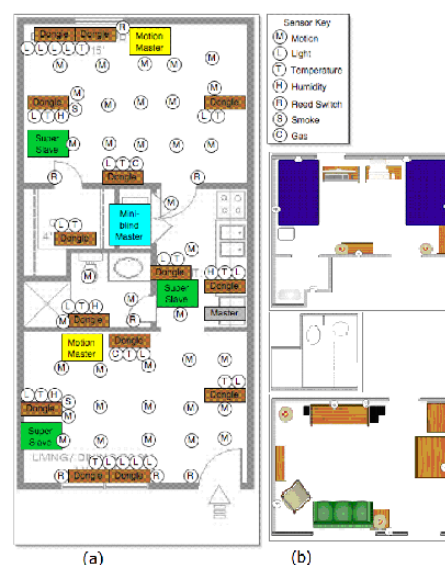 R
Dongle Dongle
L L L L T
Motion
Master
M M M M M
Dongle
L T H
S
M M M M M
Dongle
L T
Super
Slave
M M M M M
L T C
R Dongle R
L T
Dongle
Mini-
blind
Master
M
M
L T
Dongle
H T L
Dongle
Super
Slave
Master
M
L T H
M Dongle
M
R
M
Motion
Master
Dongle
C T L
M M M M M
T L
Dongle
L T H
Dongle
S
M M M M M
Super
Slave
M M M M M
LIVING/
T L L L L
R Dongle Dongle R R
Sensor Key
M Motion
L Light
T Temperature
H Humidity
R Reed Switch
S Smoke
C Gas
(a)
(b)